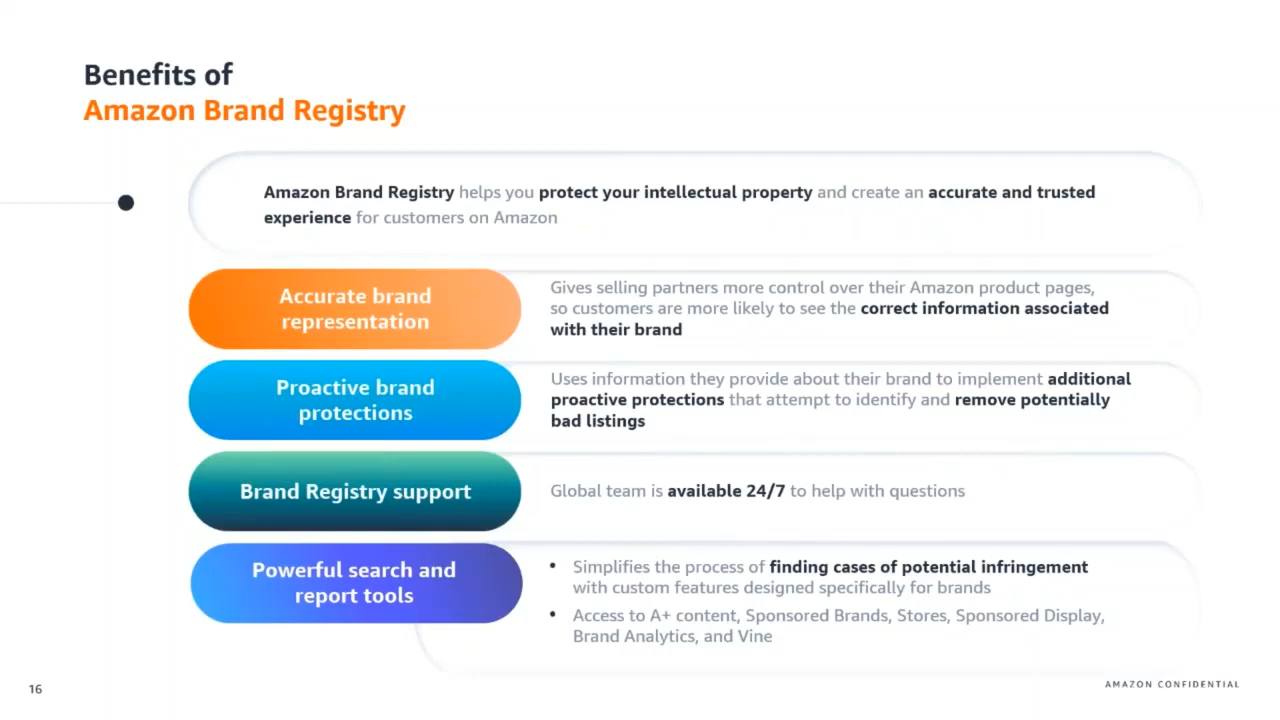 Benefits of
Amazon Brand Registry
Amazon Brand Registry helps you protect your intellectual property and create an accurate and trusted
experience for customers on Amazon
Accurate brand
representation
Gives selling partners more control over their Amazon product pages,
so customers are more likely to see the correct information associated
with their brand
Proactive brand
protections
Uses information they provide about their brand to implement additional
proactive protections that attempt to identify and remove potentially
bad listings
Brand Registry support
Global team is available 24/7 to help with questions
Powerful search and
report tools
• Simplifies the process of finding cases of potential infringement
with custom features designed specifically for brands
• Access to A+ content, Sponsored Brands, Stores, Sponsored Display,
Brand Analytics, and Vine
16
AMAZON CONFIDENTIAL